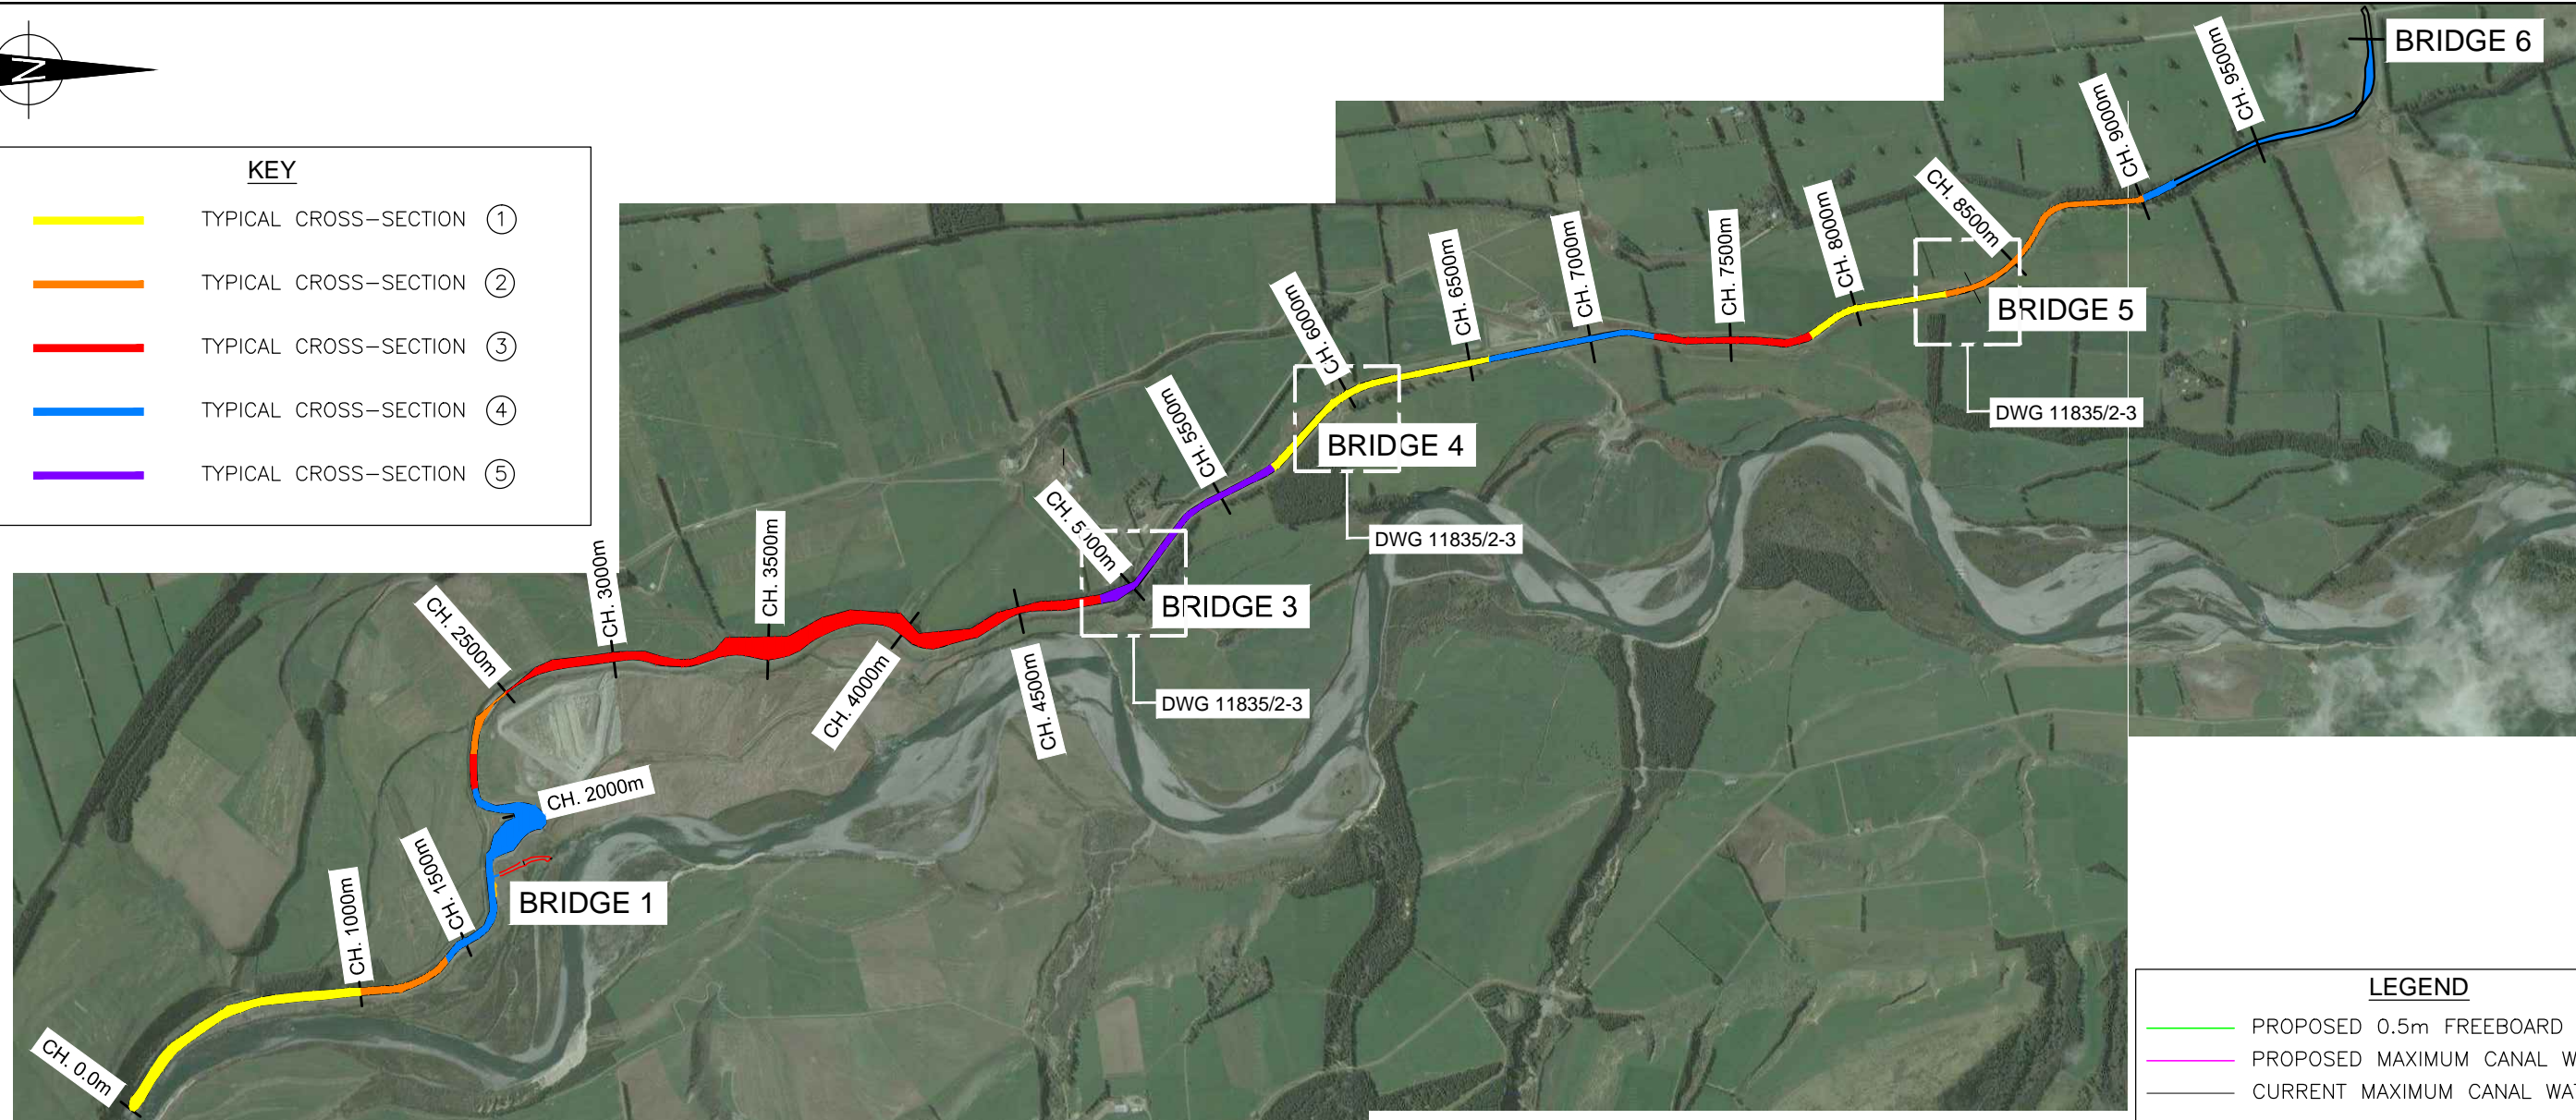 N
KEY
TYPICAL CROSS-SECTION 1
TYPICAL CROSS-SECTION 2
TYPICAL CROSS-SECTION 3
TYPICAL CROSS-SECTION 4
TYPICAL CROSS-SECTION 5
CH. 0.0m
CH. 1000m
CH. 1500m
BRIDGE 1
CH. 2000m
CH. 2500m
CH. 3000m
CH. 3500m
CH. 4000m
CH. 4500m
CH. 5000m
BRIDGE 3
DWG 11835/2-3
CH. 5500m
CH. 6000m
BRIDGE 4
DWG 11835/2-3
CH. 6500m
CH. 7000m
CH. 7500m
CH. 8000m
CH. 8500m
BRIDGE 5
DWG 11835/2-3
CH. 9000m
CH. 9500m
BRIDGE 6
LEGEND
PROPOSED 0.5m FREEBOARD
PROPOSED MAXIMUM CANAL W
CURRENT MAXIMUM CANAL WA